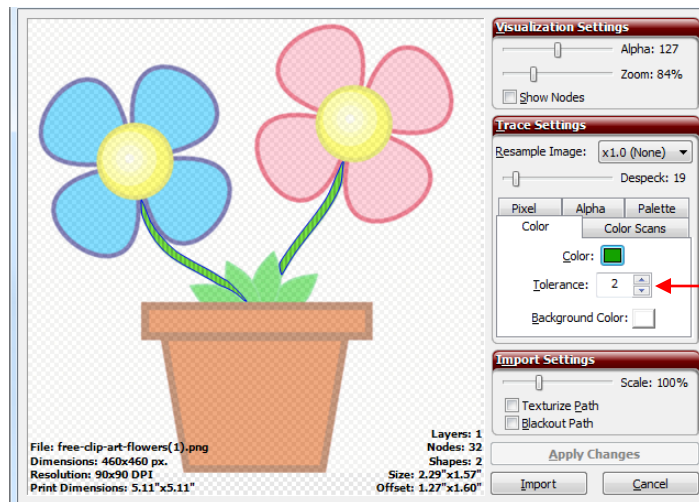 Visualization Settings
Alpha: 127
Zoom: 84%
Show Nodes
Trace Settings
Resample Image: x1.0 (None)
Despeck: 19
Pixel Alpha Palette
Color Color Scans
Color:
Tolerance: 2
Background Color:
Import Settings
Scale: 100%
Texturize Path
Blackout Path
Apply Changes
Import Cancel
Layers: 1
File: free-clip-art-flowers(1).png Nodes: 32
Dimensions: 460x460 px. Shapes: 2
Resolution: 90x90 DPI Size: 2.29"x1.57"
Print Dimensions: 5.11"x5.11" Offset: 1.27"x1.60"